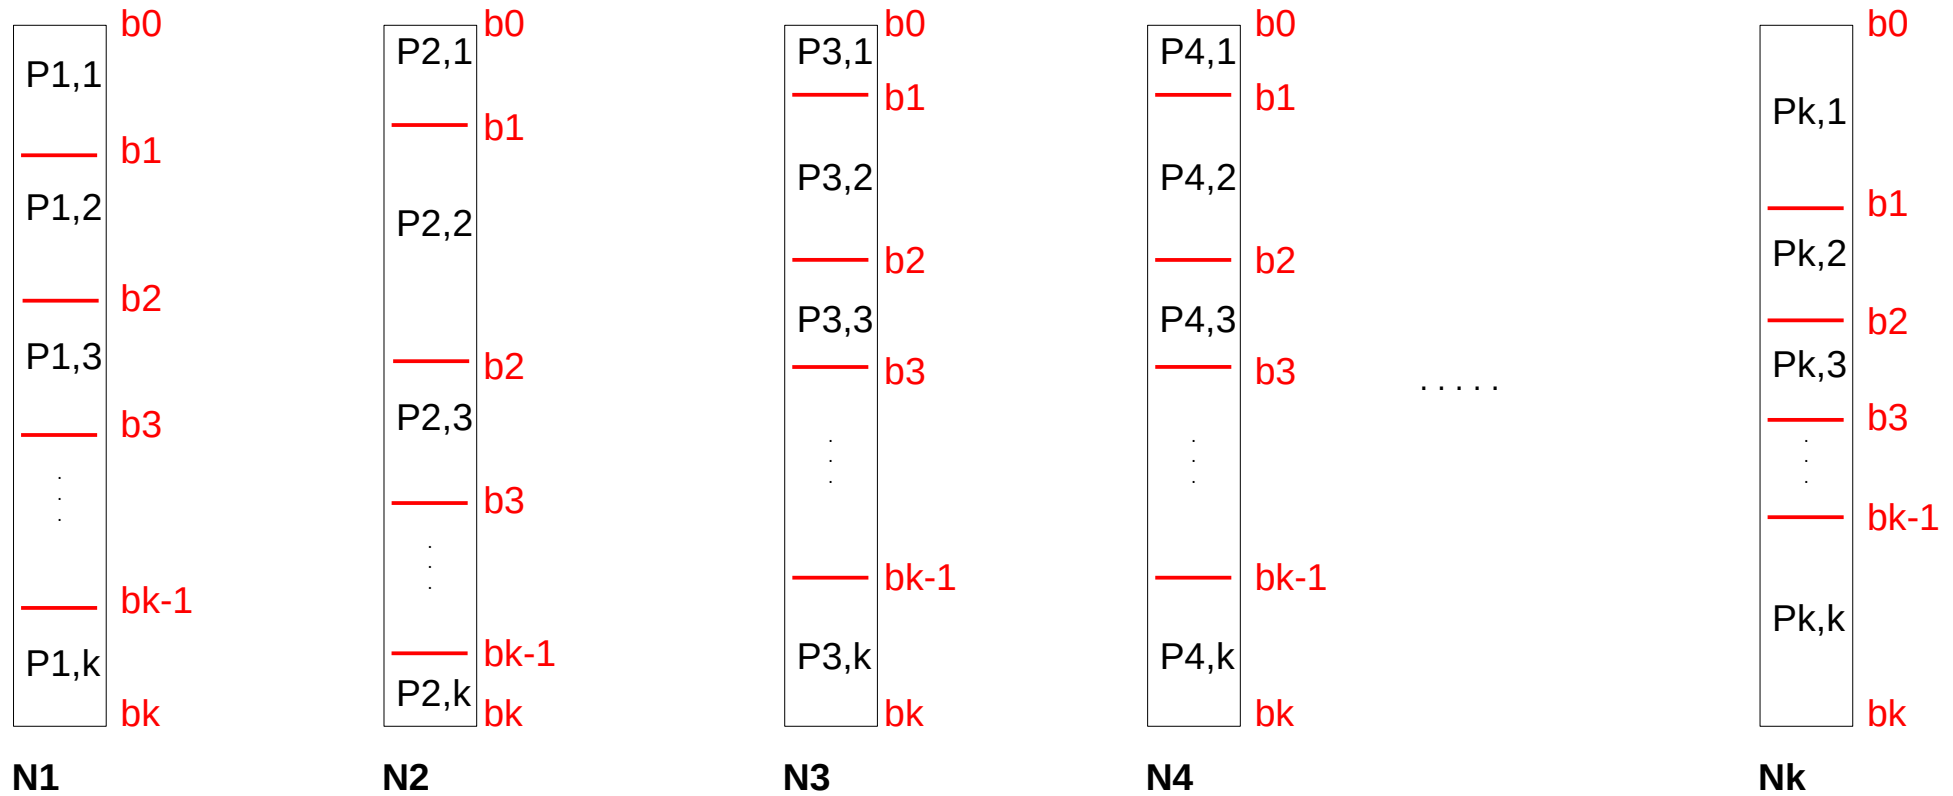 b0
P1,1
b1
P1,2
b2
P1,3
b3
.
.
.
bk-1
P1,k
bk
N1
b0
P2,1
b1
P2,2
b2
P2,3
b3
.
.
.
bk-1
P2,k
bk
N2
b0
P3,1
b1
P3,2
b2
P3,3
b3
.
.
.
bk-1
P3,k
bk
N3
b0
P4,1
b1
P4,2
b2
P4,3
b3
.
.
.
bk-1
P4,k
bk
N4
. . . . .
b0
Pk,1
b1
Pk,2
b2
Pk,3
b3
.
.
.
bk-1
Pk,k
bk
Nk